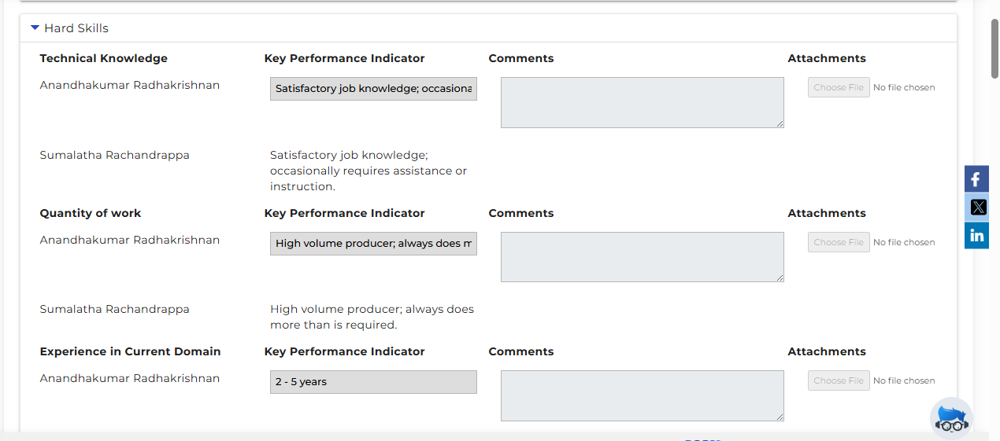 Hard Skills
Technical Knowledge Key Performance Indicator Comments Attachments
Anandhakumar Radhakrishnan Satisfactory job knowledge; occasiona Choose File No file chosen
Sumalatha Rachandrappa Satisfactory job knowledge;
occasionally requires assistance or
instruction.
Quantity of work Key Performance Indicator Comments Attachments
Anandhakumar Radhakrishnan High volume producer; always does m Choose File No file chosen
Sumalatha Rachandrappa High volume producer; always does
more than is required.
Experience in Current Domain Key Performance Indicator Comments Attachments
Anandhakumar Radhakrishnan 2 - 5 years Choose File No file chosen
f
X
in